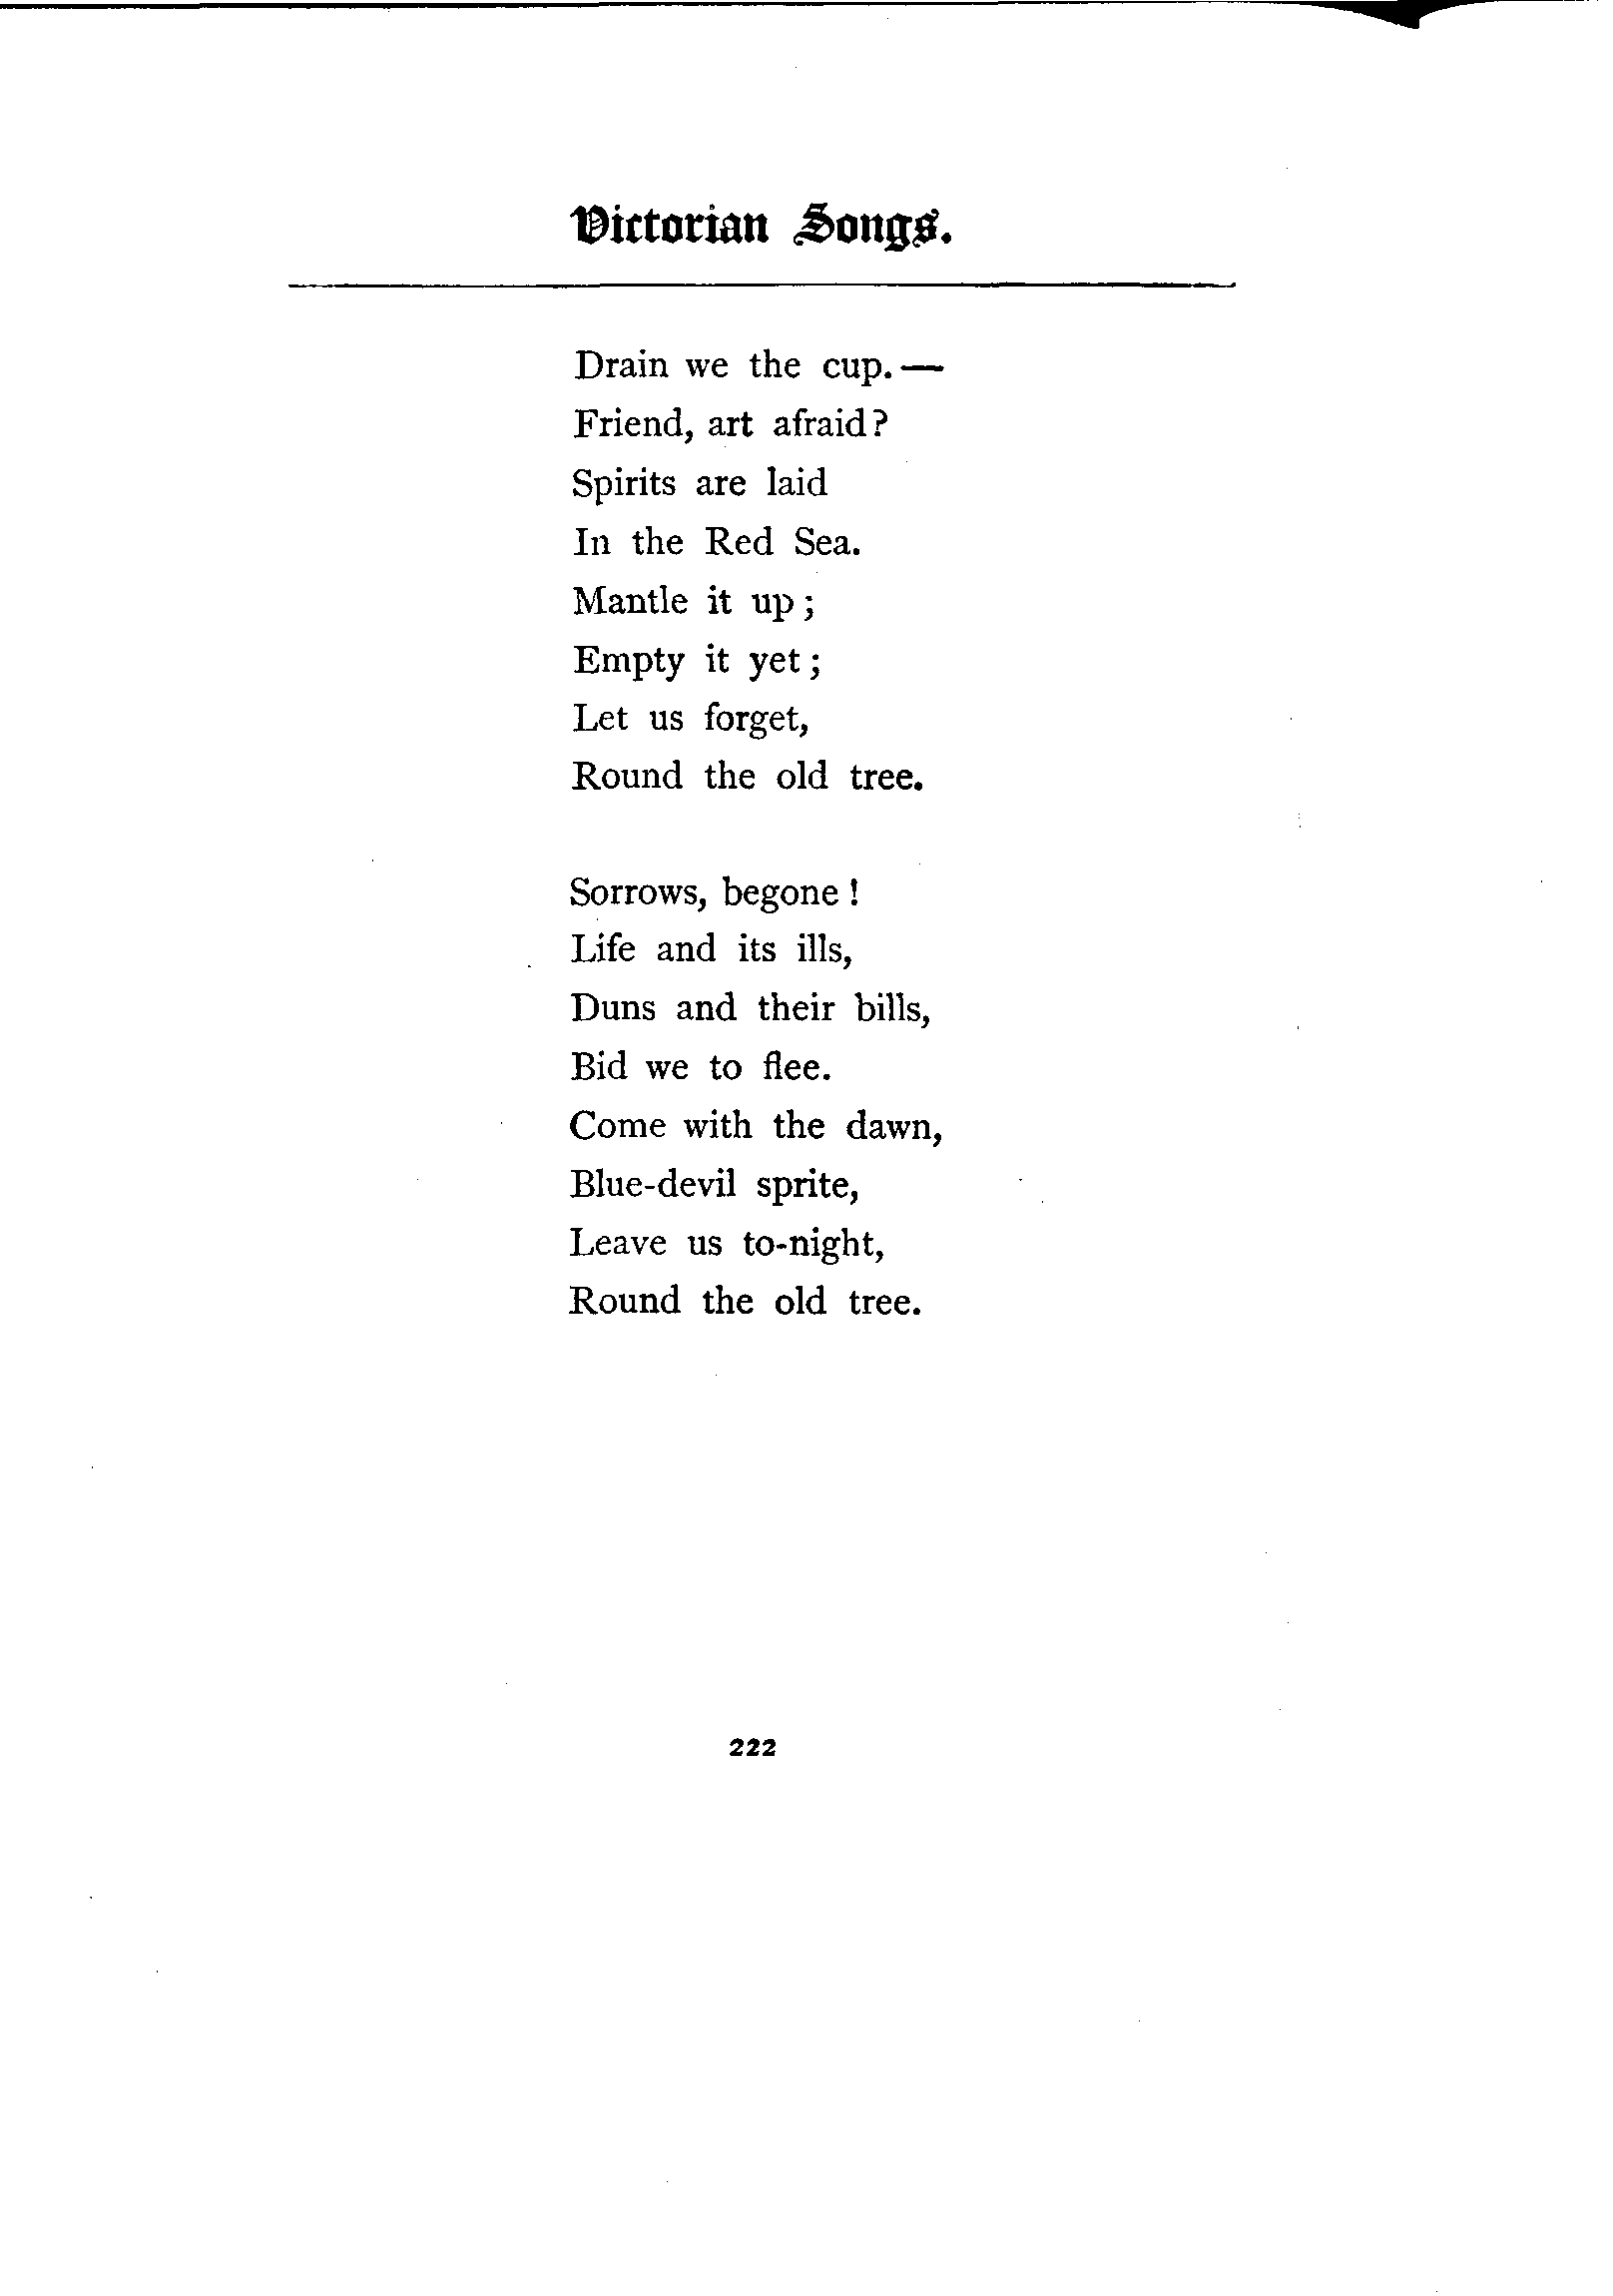 Victorian Songs.
Drain we the cup.—
Friend, art afraid?
Spirits are laid
In the Red Sea.
Mantle it up;
Empty it yet;
Let us forget,
Round the old tree.
Sorrows, begone!
Life and its ills,
Duns and their bills,
Bid we to flee.
Come with the dawn,
Blue-devil sprite,
Leave us to-night,
Round the old tree.
222